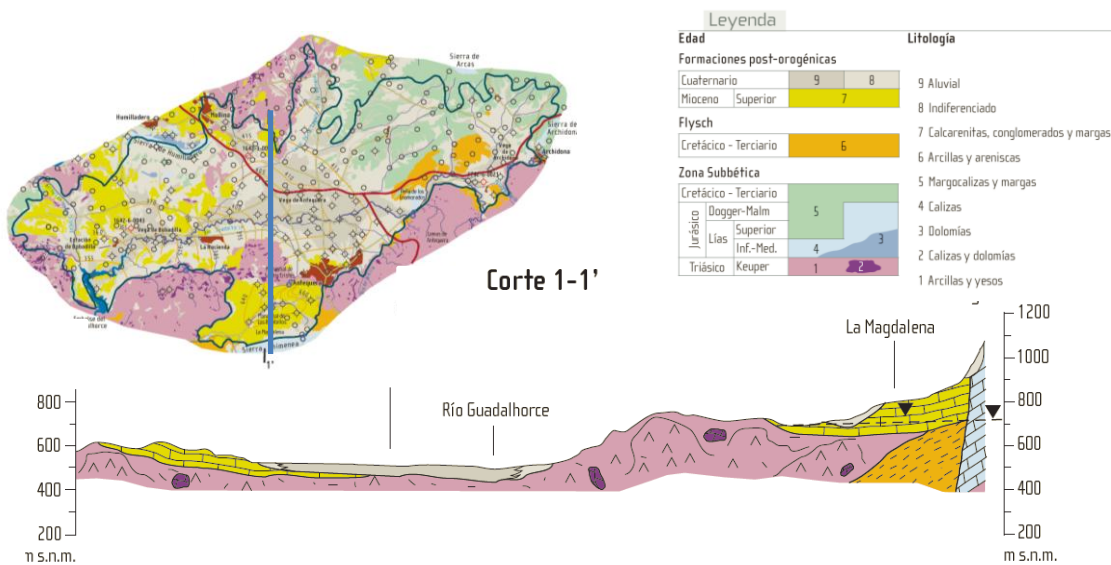 Leyenda
Edad
Litología
Formaciones post-orogénicas
Cuaternario 9 8
Mioceno Superior 7
Flysch
Cretácico - Terciario 6
Zona Subbética
Cretácico - Terciario
Jurásico
Dogger-Malm
5
Lías
Superior
Inf.-Med. 4 3
Triásico Keuper 1 2
9 Aluvial
8 Indiferenciado
7 Calcarenitas, conglomerados y margas
6 Arcillas y areniscas
5 Margocalizas y margas
4 Calizas
3 Dolomías
2 Calizas y dolomías
1 Arcillas y yesos
Sierra de
Arcas
Humilladero
Mollina
Sierra de
Archidona
Archidona
Vega de Antequera
La Hacienda
Antequera
1'
Corte 1-1'
La Magdalena
Río Guadalhorce
800
600
400
200
m s.n.m.
1200
1000
800
600
400
200
m s.n.m.